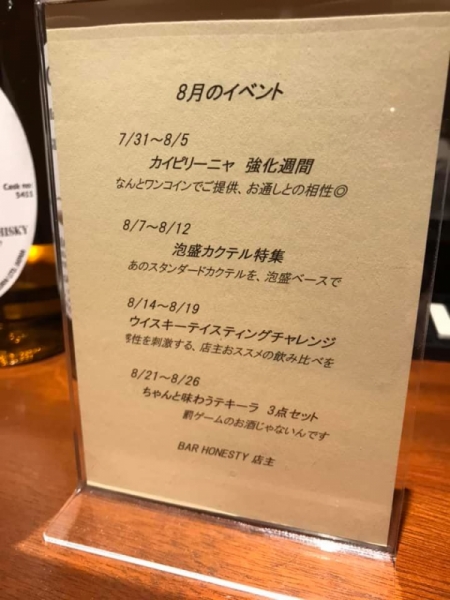 8月のイベント
7/31～8/5
カイピリーニャ 強化週間
なんとワンコインでご提供、お通しとの相性◎
8/7～8/12
泡盛カクテル特集
あのスタンダードカクテルを、泡盛ベースで
8/14～8/19
ウイスキーテイスティングチャレンジ
性を刺激する、店主おススメの飲み比べを
8/21～8/26
ちゃんと味わうテキーラ 3点セット
罰ゲームのお酒じゃないんです
BAR HONESTY 店主
Cask no:
5403
HISKY